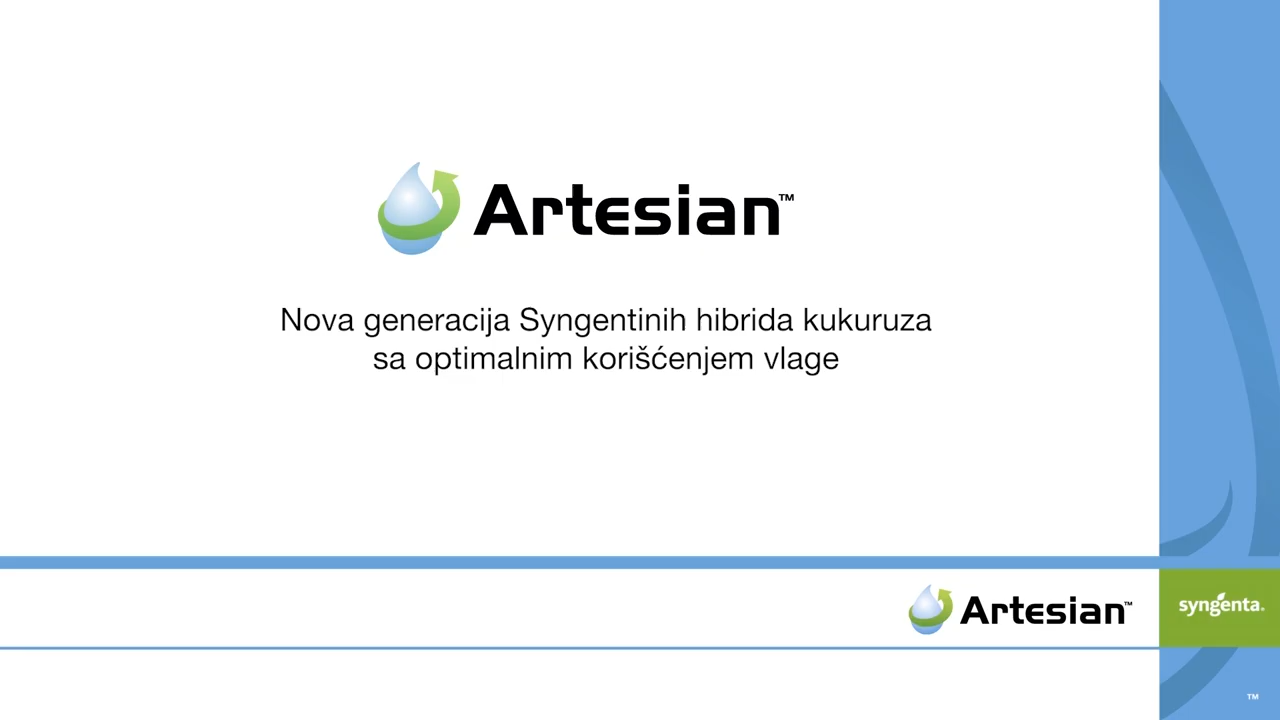 Artesian™
Nova generacija Syngentinih hibrida kukuruza
sa optimalnim korišćenjem vlage
Artesian™
syngenta®
™